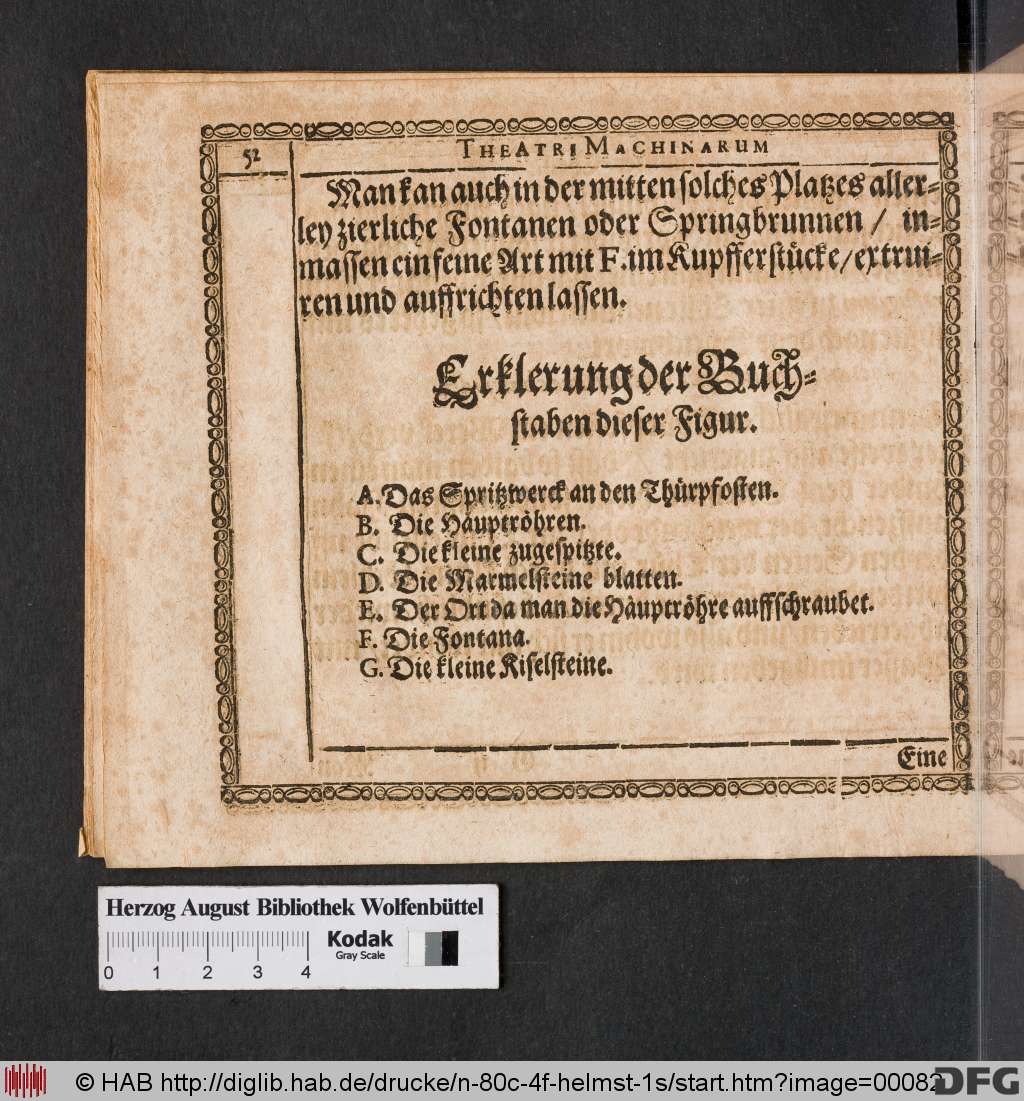 52
THEATRI MACHINARUM
Man kan auch in der mitten solches Platzes aller-
ley zierliche Fontanen oder Springbrunnen / in-
massen ein feine Art mit F. im Kupfferstücke / extrui-
ren und auffrichten lassen.
Erklerung der Buch-
staben dieser Figur.
A. Das Spritzwerck an den Thürpfosten.
B. Die Häuptröhren.
C. Die kleine zugespitzte.
D. Die Marmelsteine blatten.
E. Der Ort da man die Häuptröhre auffschraubet.
F. Die Fontana.
G. Die kleine Kiselsteine.
Eine
Herzog August Bibliothek Wolfenbüttel
Kodak
Gray Scale
0 1 2 3 4
© HAB http://diglib.hab.de/drucke/n-80c-4f-helmst-1s/start.htm?image=00082
DFG